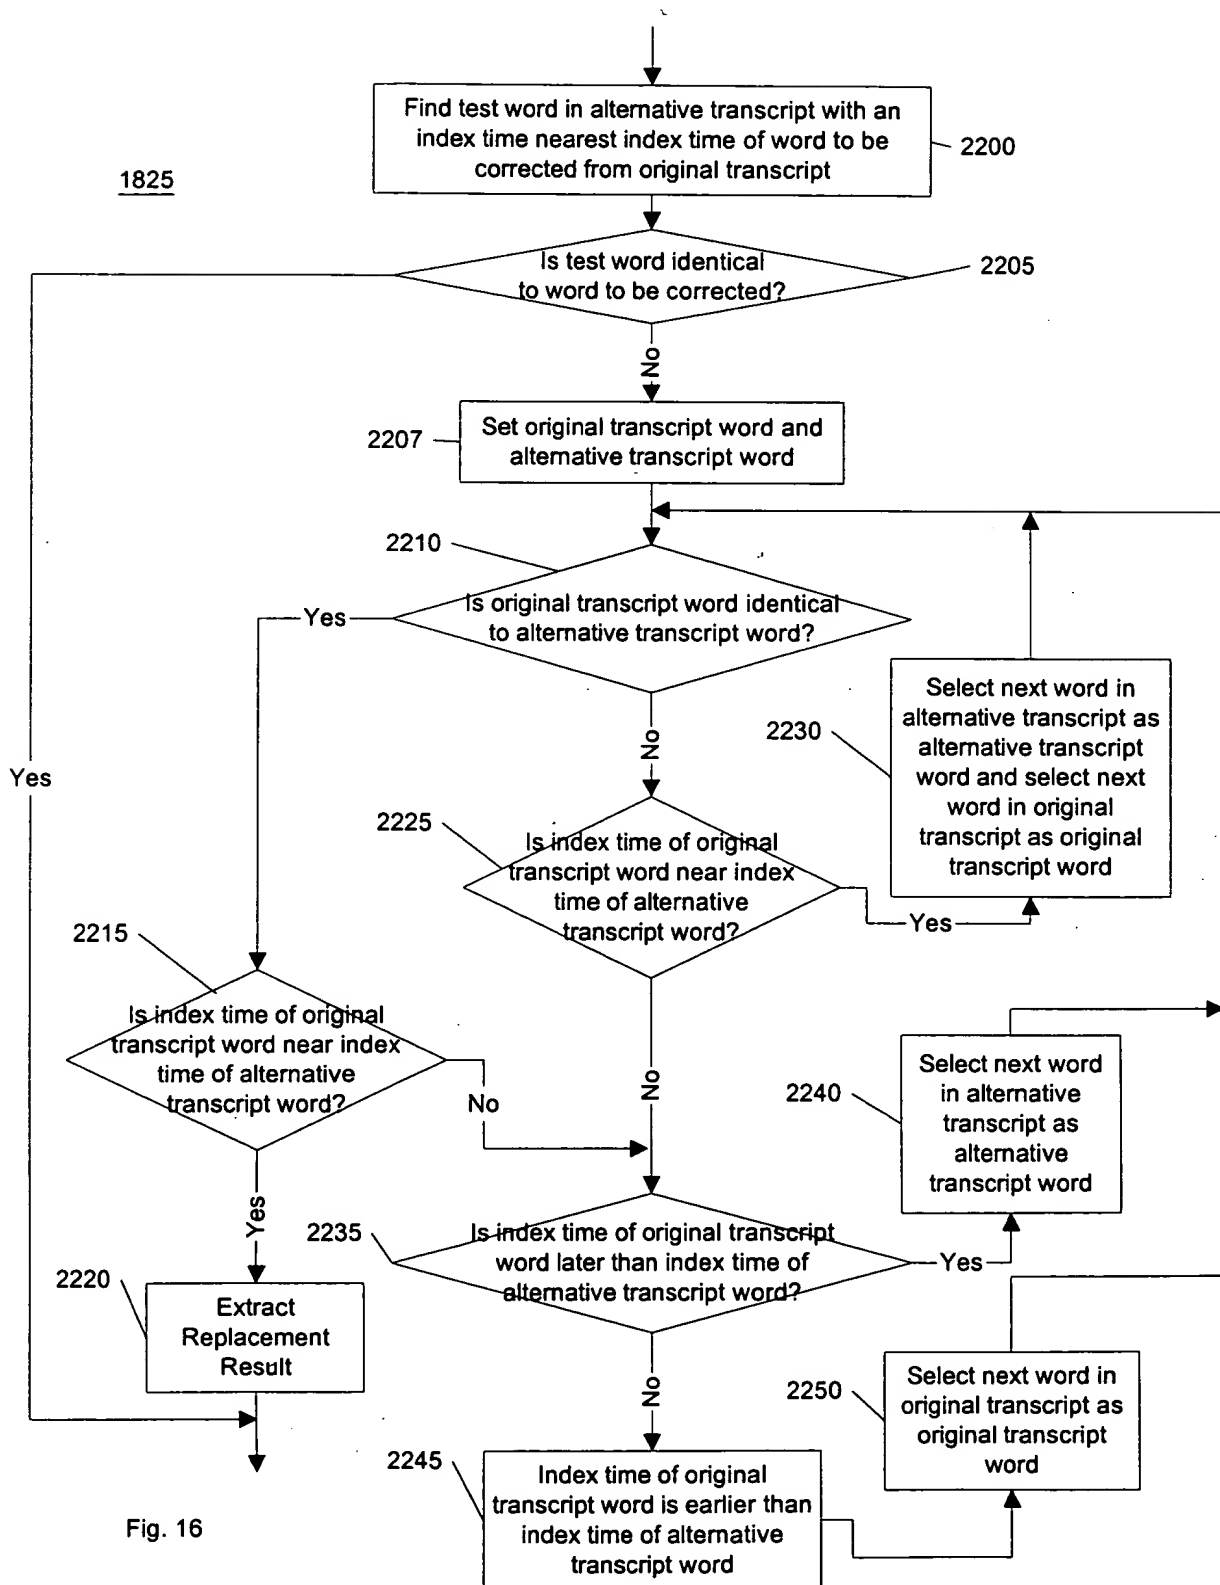 Find test word in alternative transcript with an
index time nearest index time of word to be
corrected from original transcript
2200
1825
Is test word identical
to word to be corrected?
2205
No
2207
Set original transcript word and
alternative transcript word
2210
Is original transcript word identical
to alternative transcript word?
Yes
Yes
No
2230
Select next word in
alternative transcript as
alternative transcript
word and select next
word in original
transcript as original
transcript word
2225
Is index time of original
transcript word near index
time of alternative
transcript word?
Yes
2215
Is index time of original
transcript word near index
time of alternative
transcript word?
No
No
2240
Select next word
in alternative
transcript as
alternative
transcript word
Yes
2235
Is index time of original transcript
word later than index time of
alternative transcript word?
Yes
2220
Extract
Replacement
Result
No
2250
Select next word in
original transcript as
original transcript
word
2245
Index time of original
transcript word is earlier than
index time of alternative
transcript word
Fig. 16